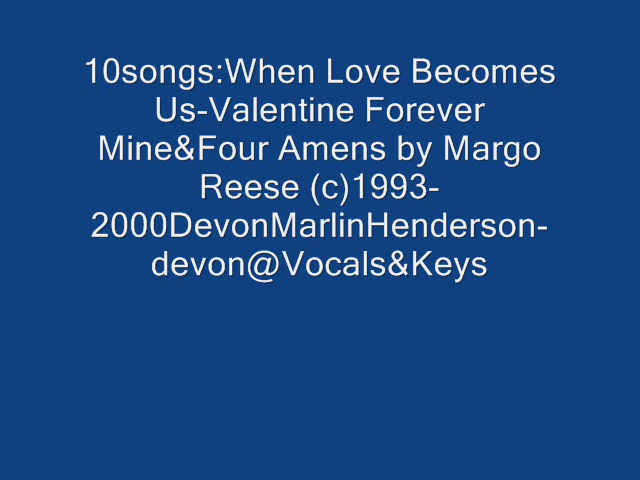 10songs:When Love Becomes
Us-Valentine Forever
Mine&Four Amens by Margo
Reese (c)1993-
2000DevonMarlinHenderson-
devon@Vocals&Keys